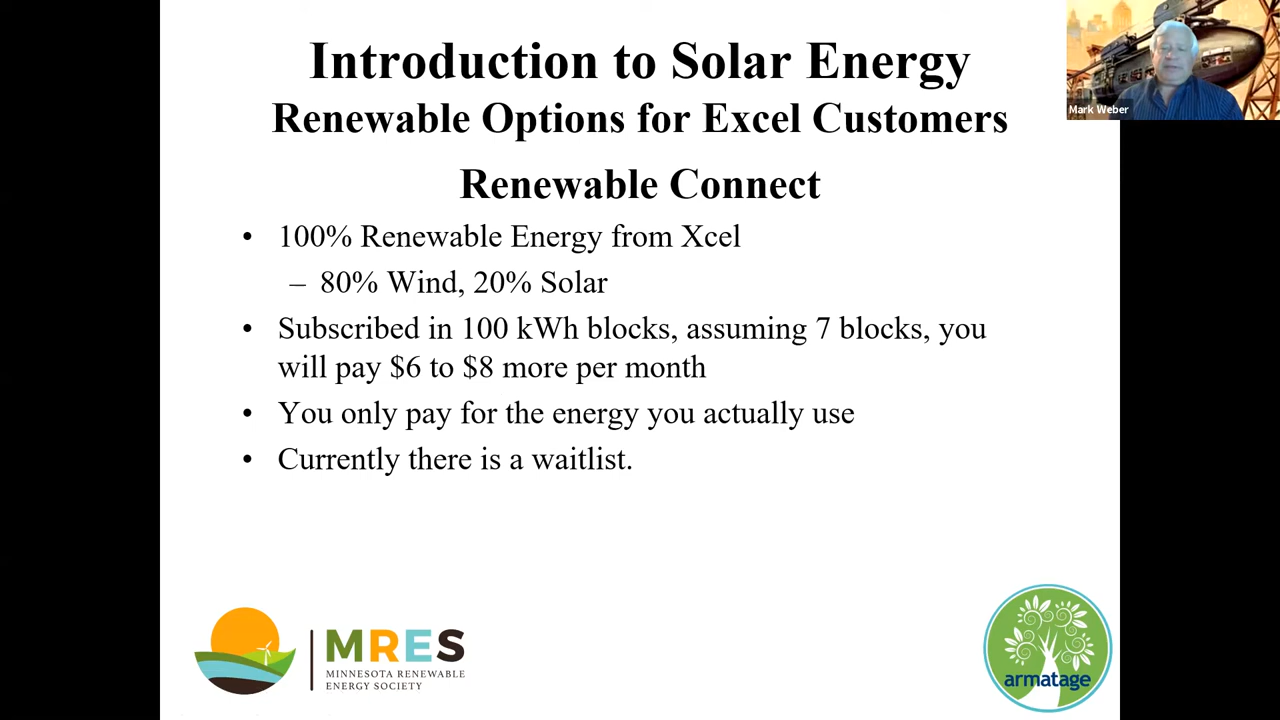 Introduction to Solar Energy
Renewable Options for Excel Customers
Renewable Connect
• 100% Renewable Energy from Xcel
– 80% Wind, 20% Solar
• Subscribed in 100 kWh blocks, assuming 7 blocks, you
will pay $6 to $8 more per month
• You only pay for the energy you actually use
• Currently there is a waitlist.
Mark Weber
MRES
MINNESOTA RENEWABLE
ENERGY SOCIETY
armatage